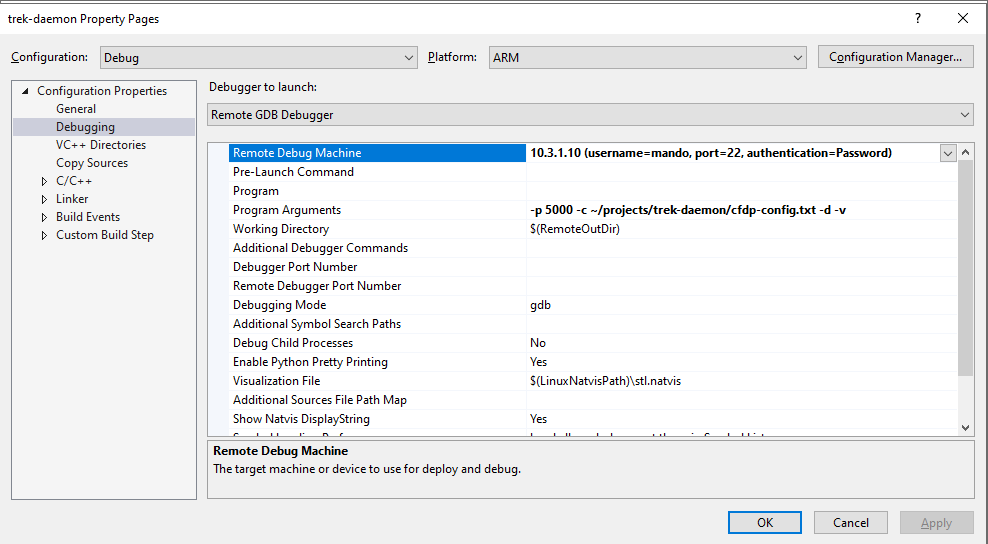 trek-daemon Property Pages
?
Configuration: Debug Platform: ARM Configuration Manager...
Configuration Properties
General
Debugging
VC++ Directories
Copy Sources
C/C++
Linker
Build Events
Custom Build Step
Debugger to launch:
Remote GDB Debugger
Remote Debug Machine 10.3.1.10 (username=mando, port=22, authentication=Password)
Pre-Launch Command
Program
Program Arguments -p 5000 -c ~/projects/trek-daemon/cfdp-config.txt -d -v
Working Directory $(RemoteOutDir)
Additional Debugger Commands
Debugger Port Number
Remote Debugger Port Number
Debugging Mode gdb
Additional Symbol Search Paths
Debug Child Processes No
Enable Python Pretty Printing Yes
Visualization File $(LinuxNatvisPath)\stl.natvis
Additional Sources File Path Map
Show Natvis DisplayString Yes
Remote Debug Machine
The target machine or device to use for deploy and debug.
OK Cancel Apply